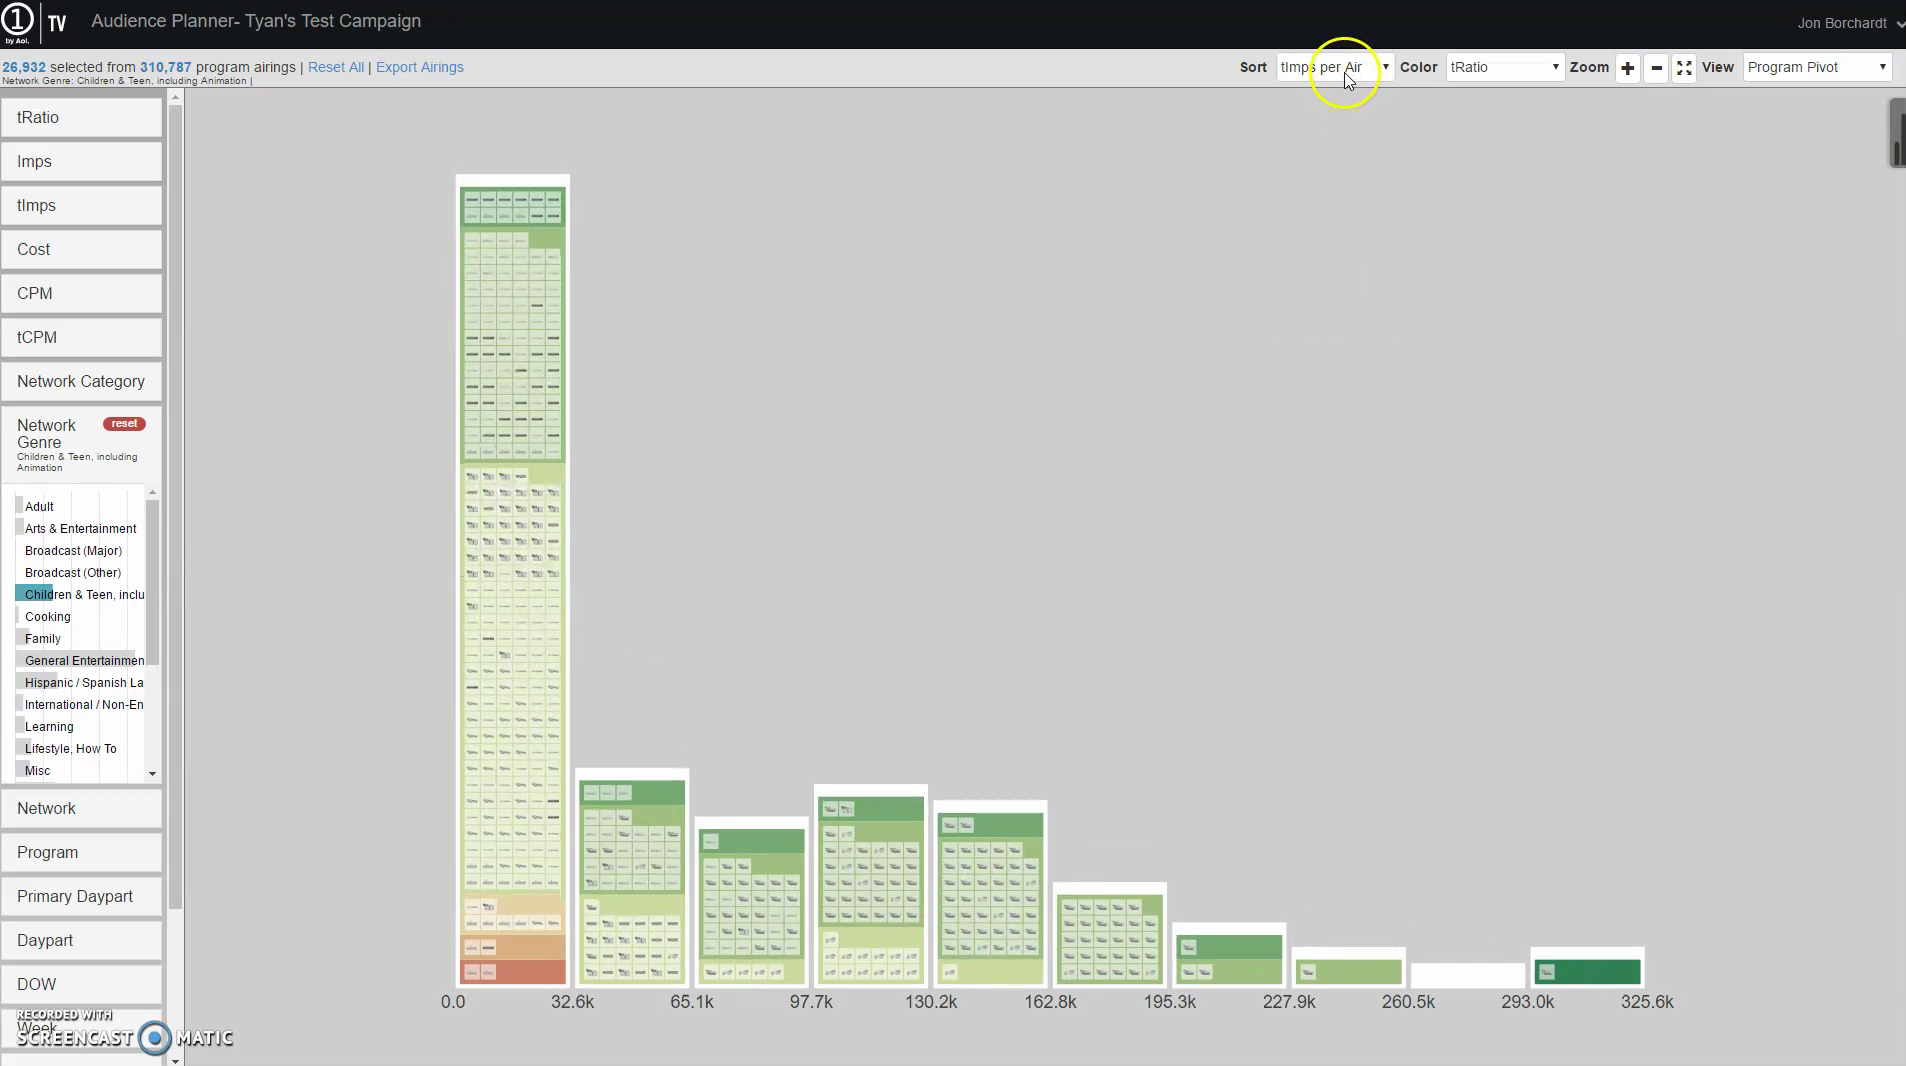 1 by Aol. TV
Audience Planner- Tyan's Test Campaign
Jon Borchardt
26,932 selected from 310,787 program airings | Reset All | Export Airings
Network Genre: Children & Teen, including Animation |
Sort tImps per Air Color tRatio Zoom + − View Program Pivot
tRatio
Imps
tImps
Cost
CPM
tCPM
Network Category
Network Genre reset
Children & Teen, including
Animation
Adult
Arts & Entertainment
Broadcast (Major)
Broadcast (Other)
Children & Teen, inclu
Cooking
Family
General Entertainmen
Hispanic / Spanish La
International / Non-En
Learning
Lifestyle, How To
Misc
Network
Program
Primary Daypart
Daypart
DOW
Week
RECORDED WITH
SCREENCAST MATIC
0.0 32.6k 65.1k 97.7k 130.2k 162.8k 195.3k 227.9k 260.5k 293.0k 325.6k